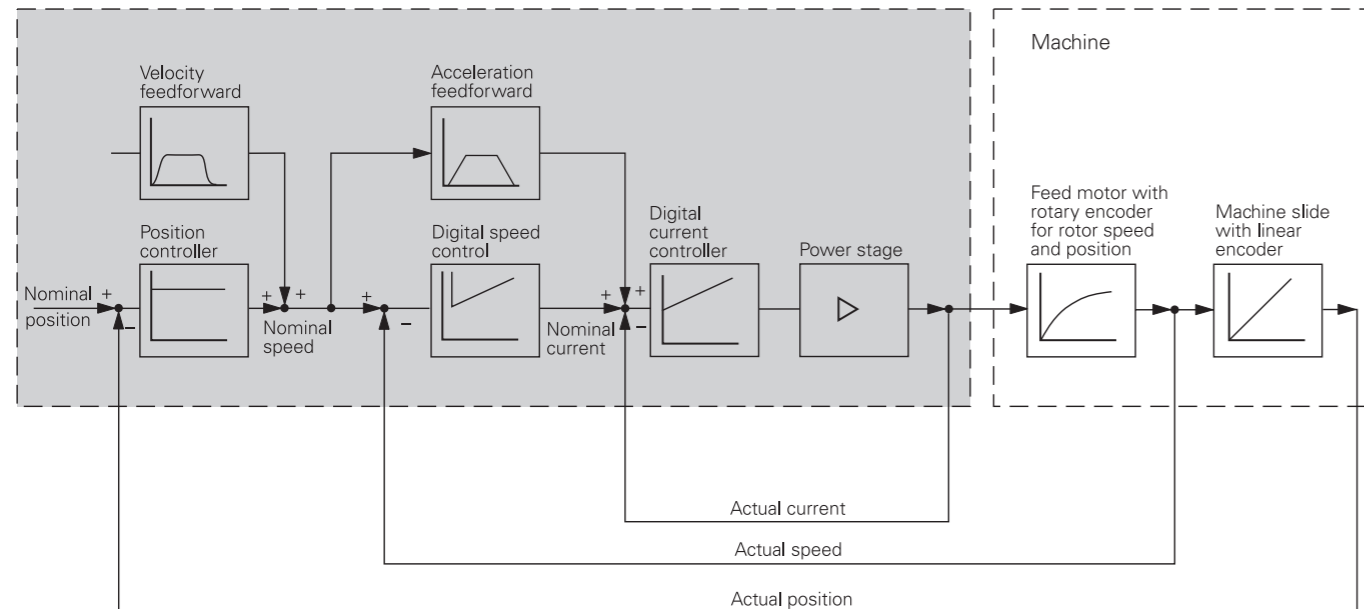 Machine
Velocity
feedforward
Acceleration
feedforward
Position
controller
Digital speed
control
Digital
current
controller
Power stage
Feed motor with
rotary encoder
for rotor speed
and position
Machine slide
with linear
encoder
Nominal
position
+
–
+
+
Nominal
speed
+
–
+
+
–
Nominal
current
Actual current
Actual speed
Actual position